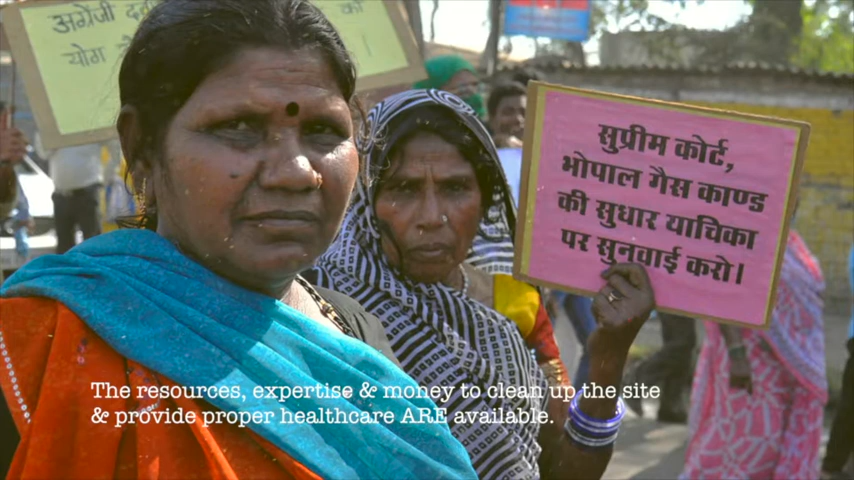 अंग्रेजी
को
योग
सुप्रीम कोर्ट,
भोपाल गैस काण्ड
की सुधार याचिका
पर सुनवाई करो।
The resources, expertise & money to clean up the site
& provide proper healthcare ARE available.